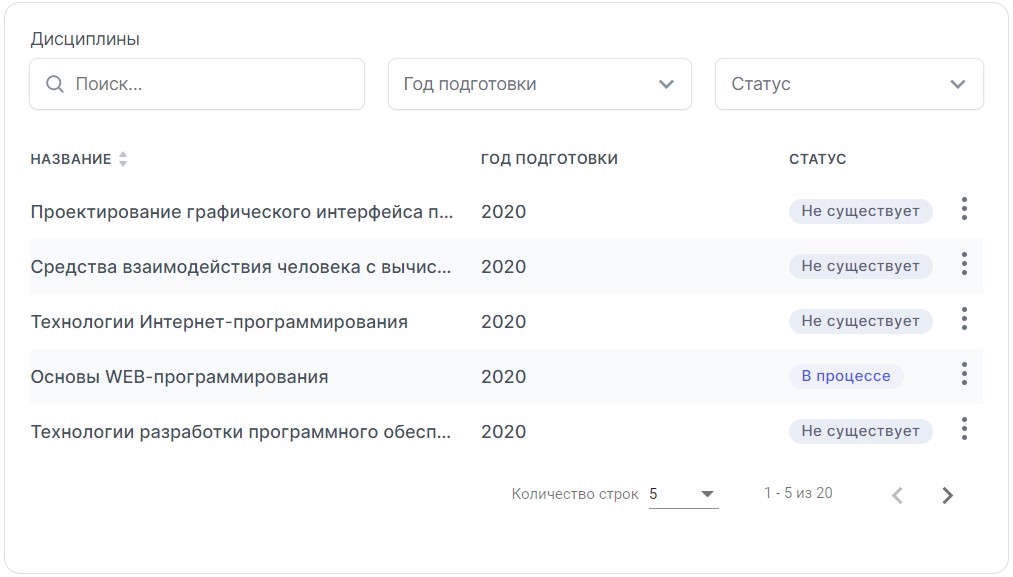 Дисциплины
Поиск... Год подготовки Статус
НАЗВАНИЕ ГОД ПОДГОТОВКИ СТАТУС
Проектирование графического интерфейса п... 2020 Не существует
Средства взаимодействия человека с вычис... 2020 Не существует
Технологии Интернет-программирования 2020 Не существует
Основы WEB-программирования 2020 В процессе
Технологии разработки программного обесп... 2020 Не существует
Количество строк 5 1 - 5 из 20